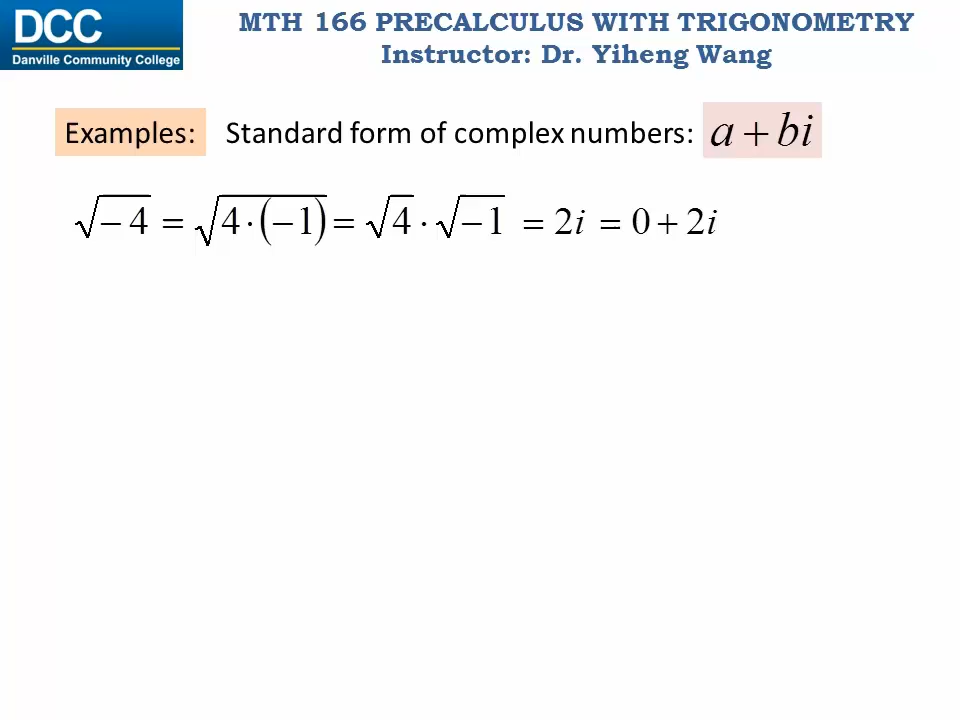 DCC
Danville Community College
MTH 166 PRECALCULUS WITH TRIGONOMETRY
Instructor: Dr. Yiheng Wang
Examples: Standard form of complex numbers: a + bi
√−4 = √4·(−1) = √4 · √−1 = 2i = 0 + 2i